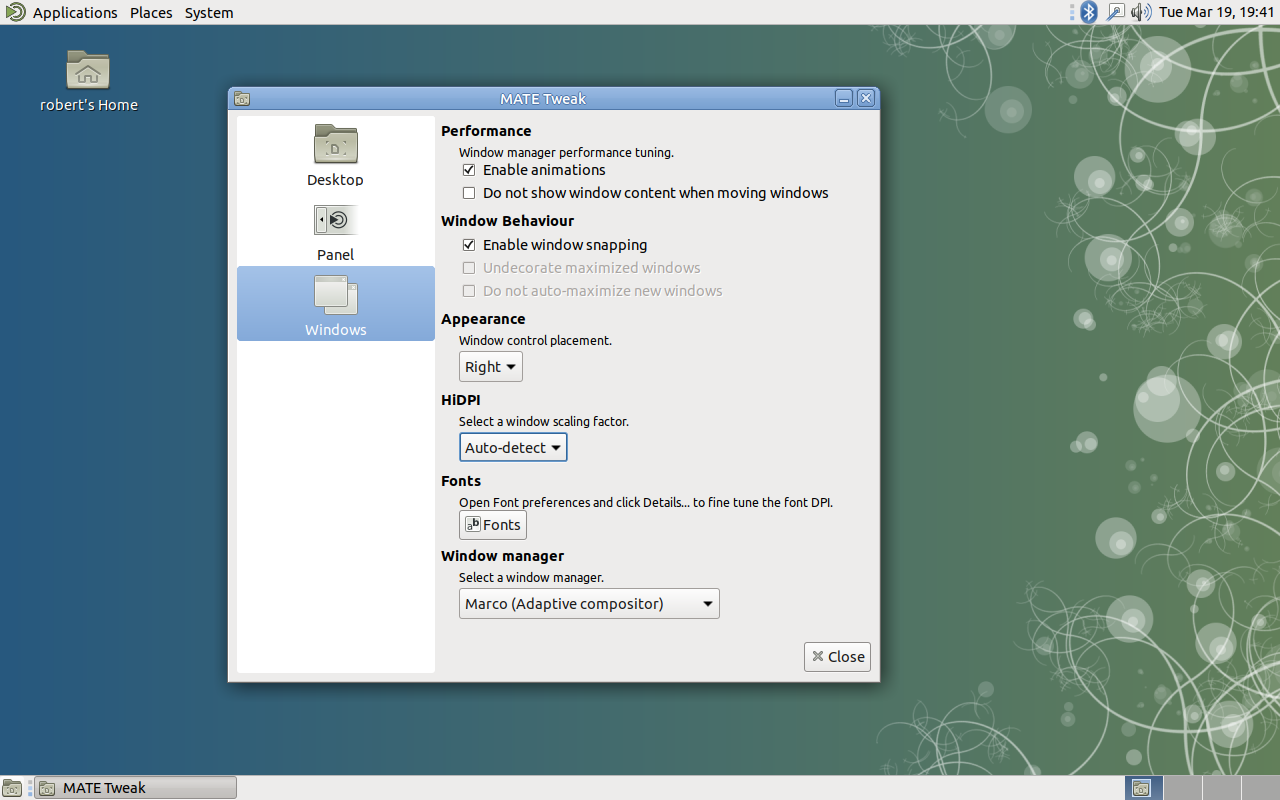 Applications Places System
Tue Mar 19, 19:41
robert's Home
MATE Tweak
Desktop
Panel
Windows
Performance
Window manager performance tuning.
Enable animations
Do not show window content when moving windows
Window Behaviour
Enable window snapping
Undecorate maximized windows
Do not auto-maximize new windows
Appearance
Window control placement.
Right
HiDPI
Select a window scaling factor.
Auto-detect
Fonts
Open Font preferences and click Details... to fine tune the font DPI.
Fonts
Window manager
Select a window manager.
Marco (Adaptive compositor)
Close
MATE Tweak